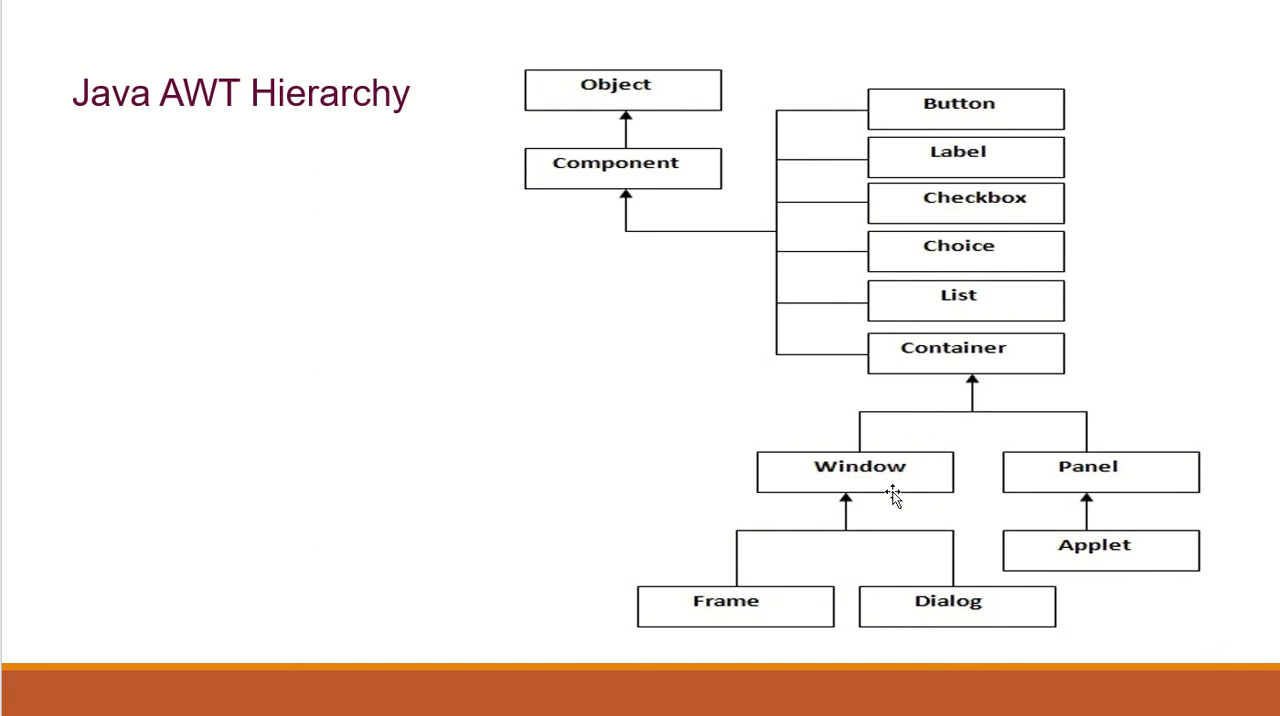 Java AWT Hierarchy
Object
Component
Button
Label
Checkbox
Choice
List
Container
Window
Panel
Applet
Frame
Dialog